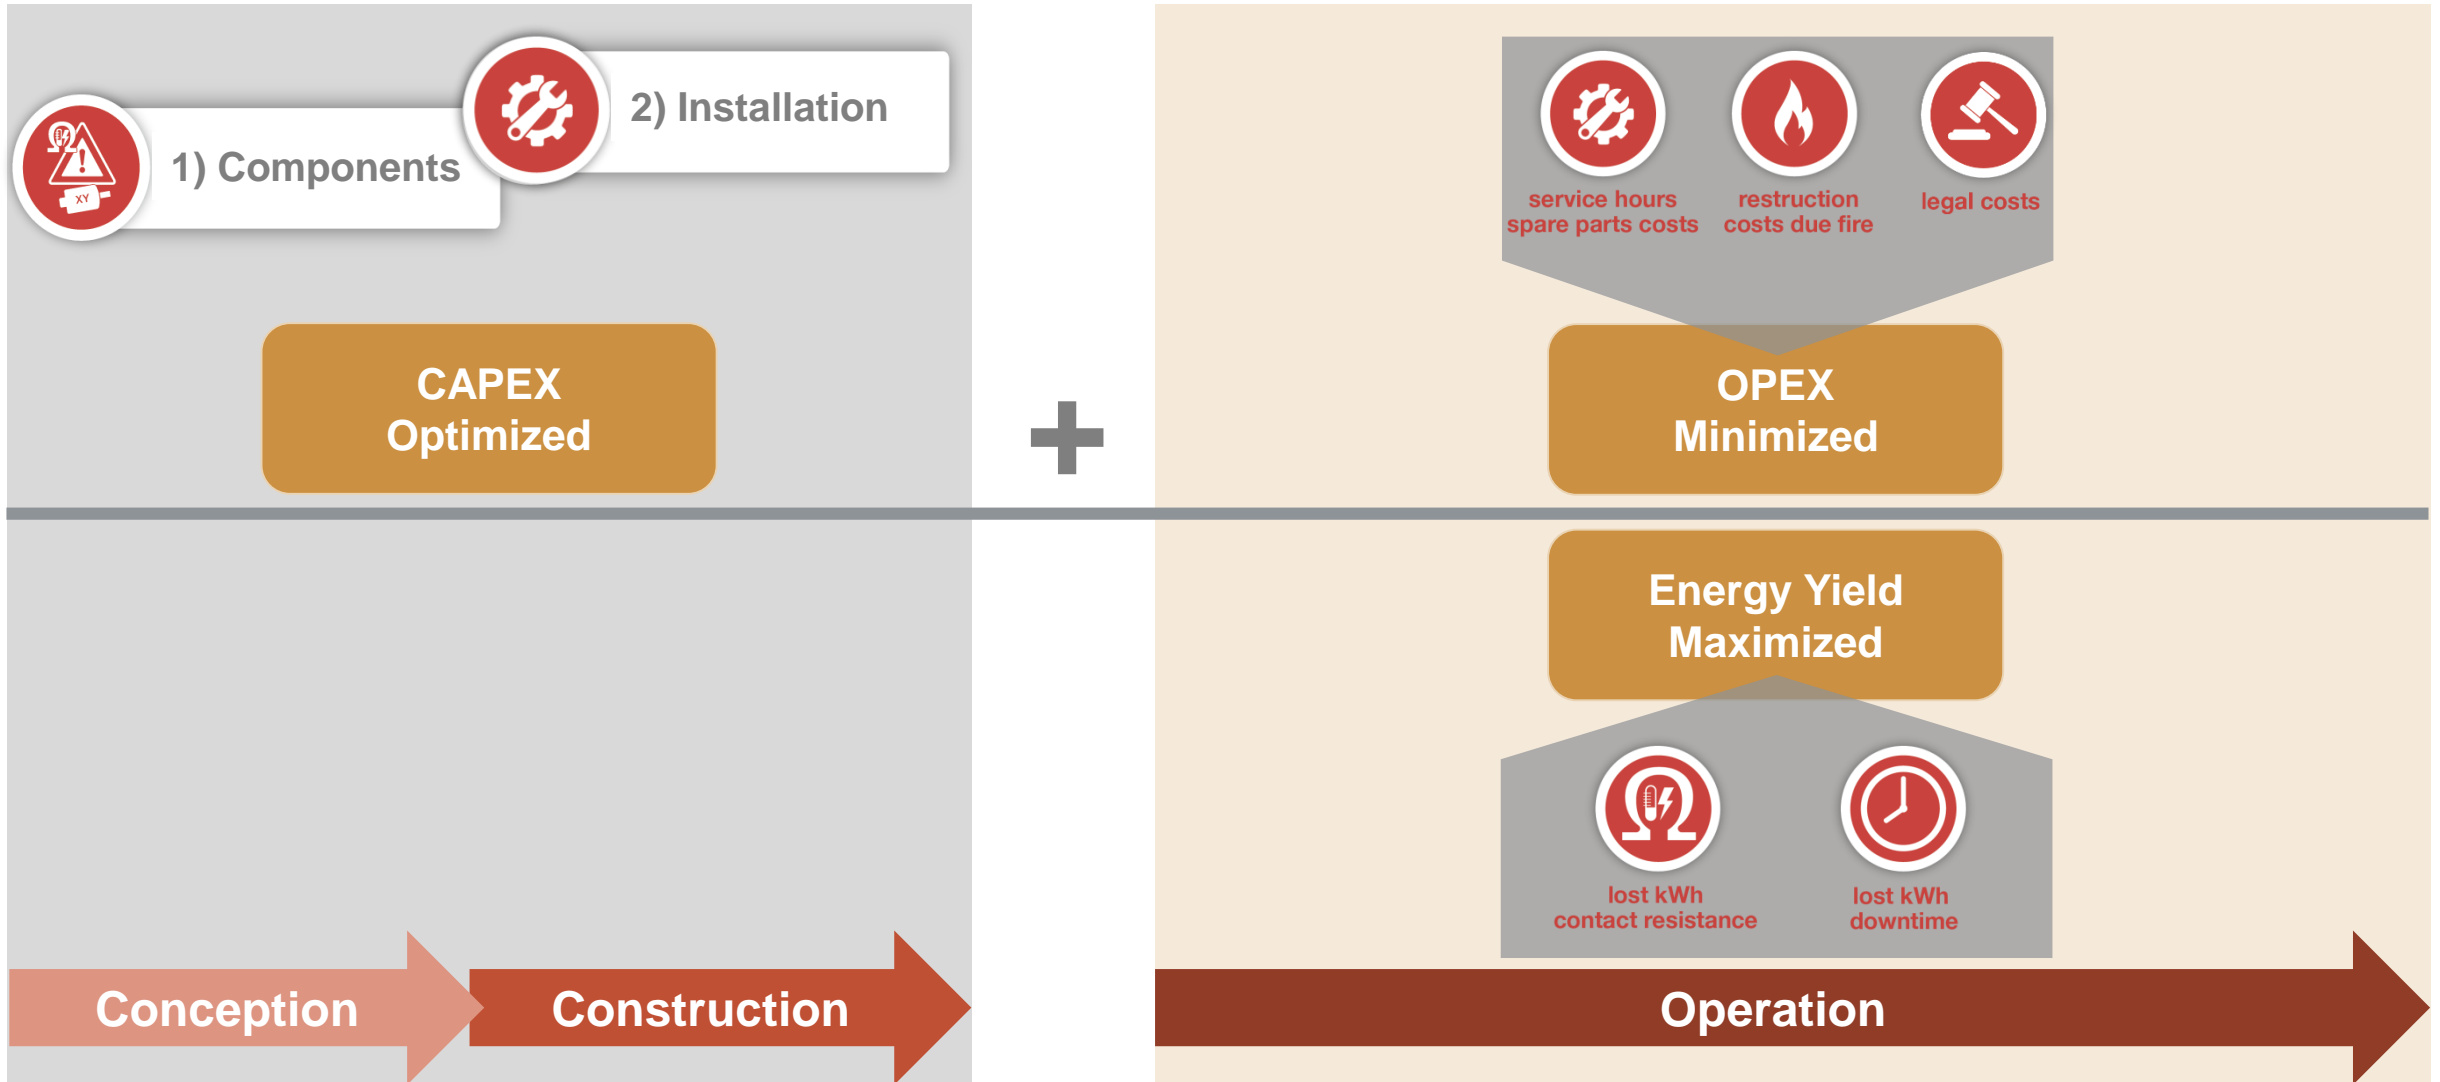 1) Components
2) Installation
XY
CAPEX
Optimized
service hours
spare parts costs
restruction
costs due fire
legal costs
OPEX
Minimized
Energy Yield
Maximized
lost kWh
contact resistance
lost kWh
downtime
Conception
Construction
Operation